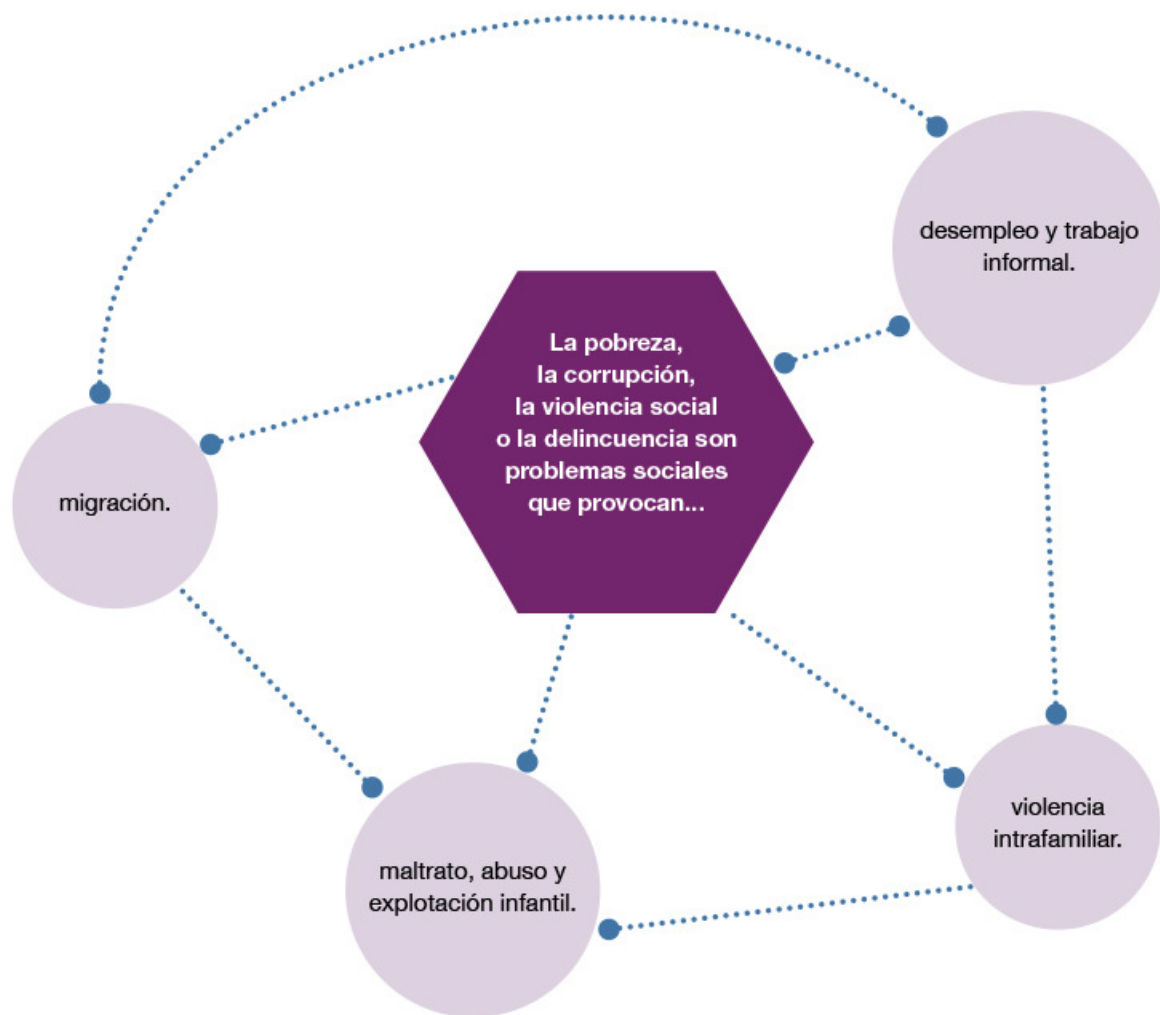 desempleo y trabajo
informal.
La pobreza,
la corrupción,
la violencia social
o la delincuencia son
problemas sociales
que provocan...
migración.
violencia
intrafamiliar.
maltrato, abuso y
explotación infantil.